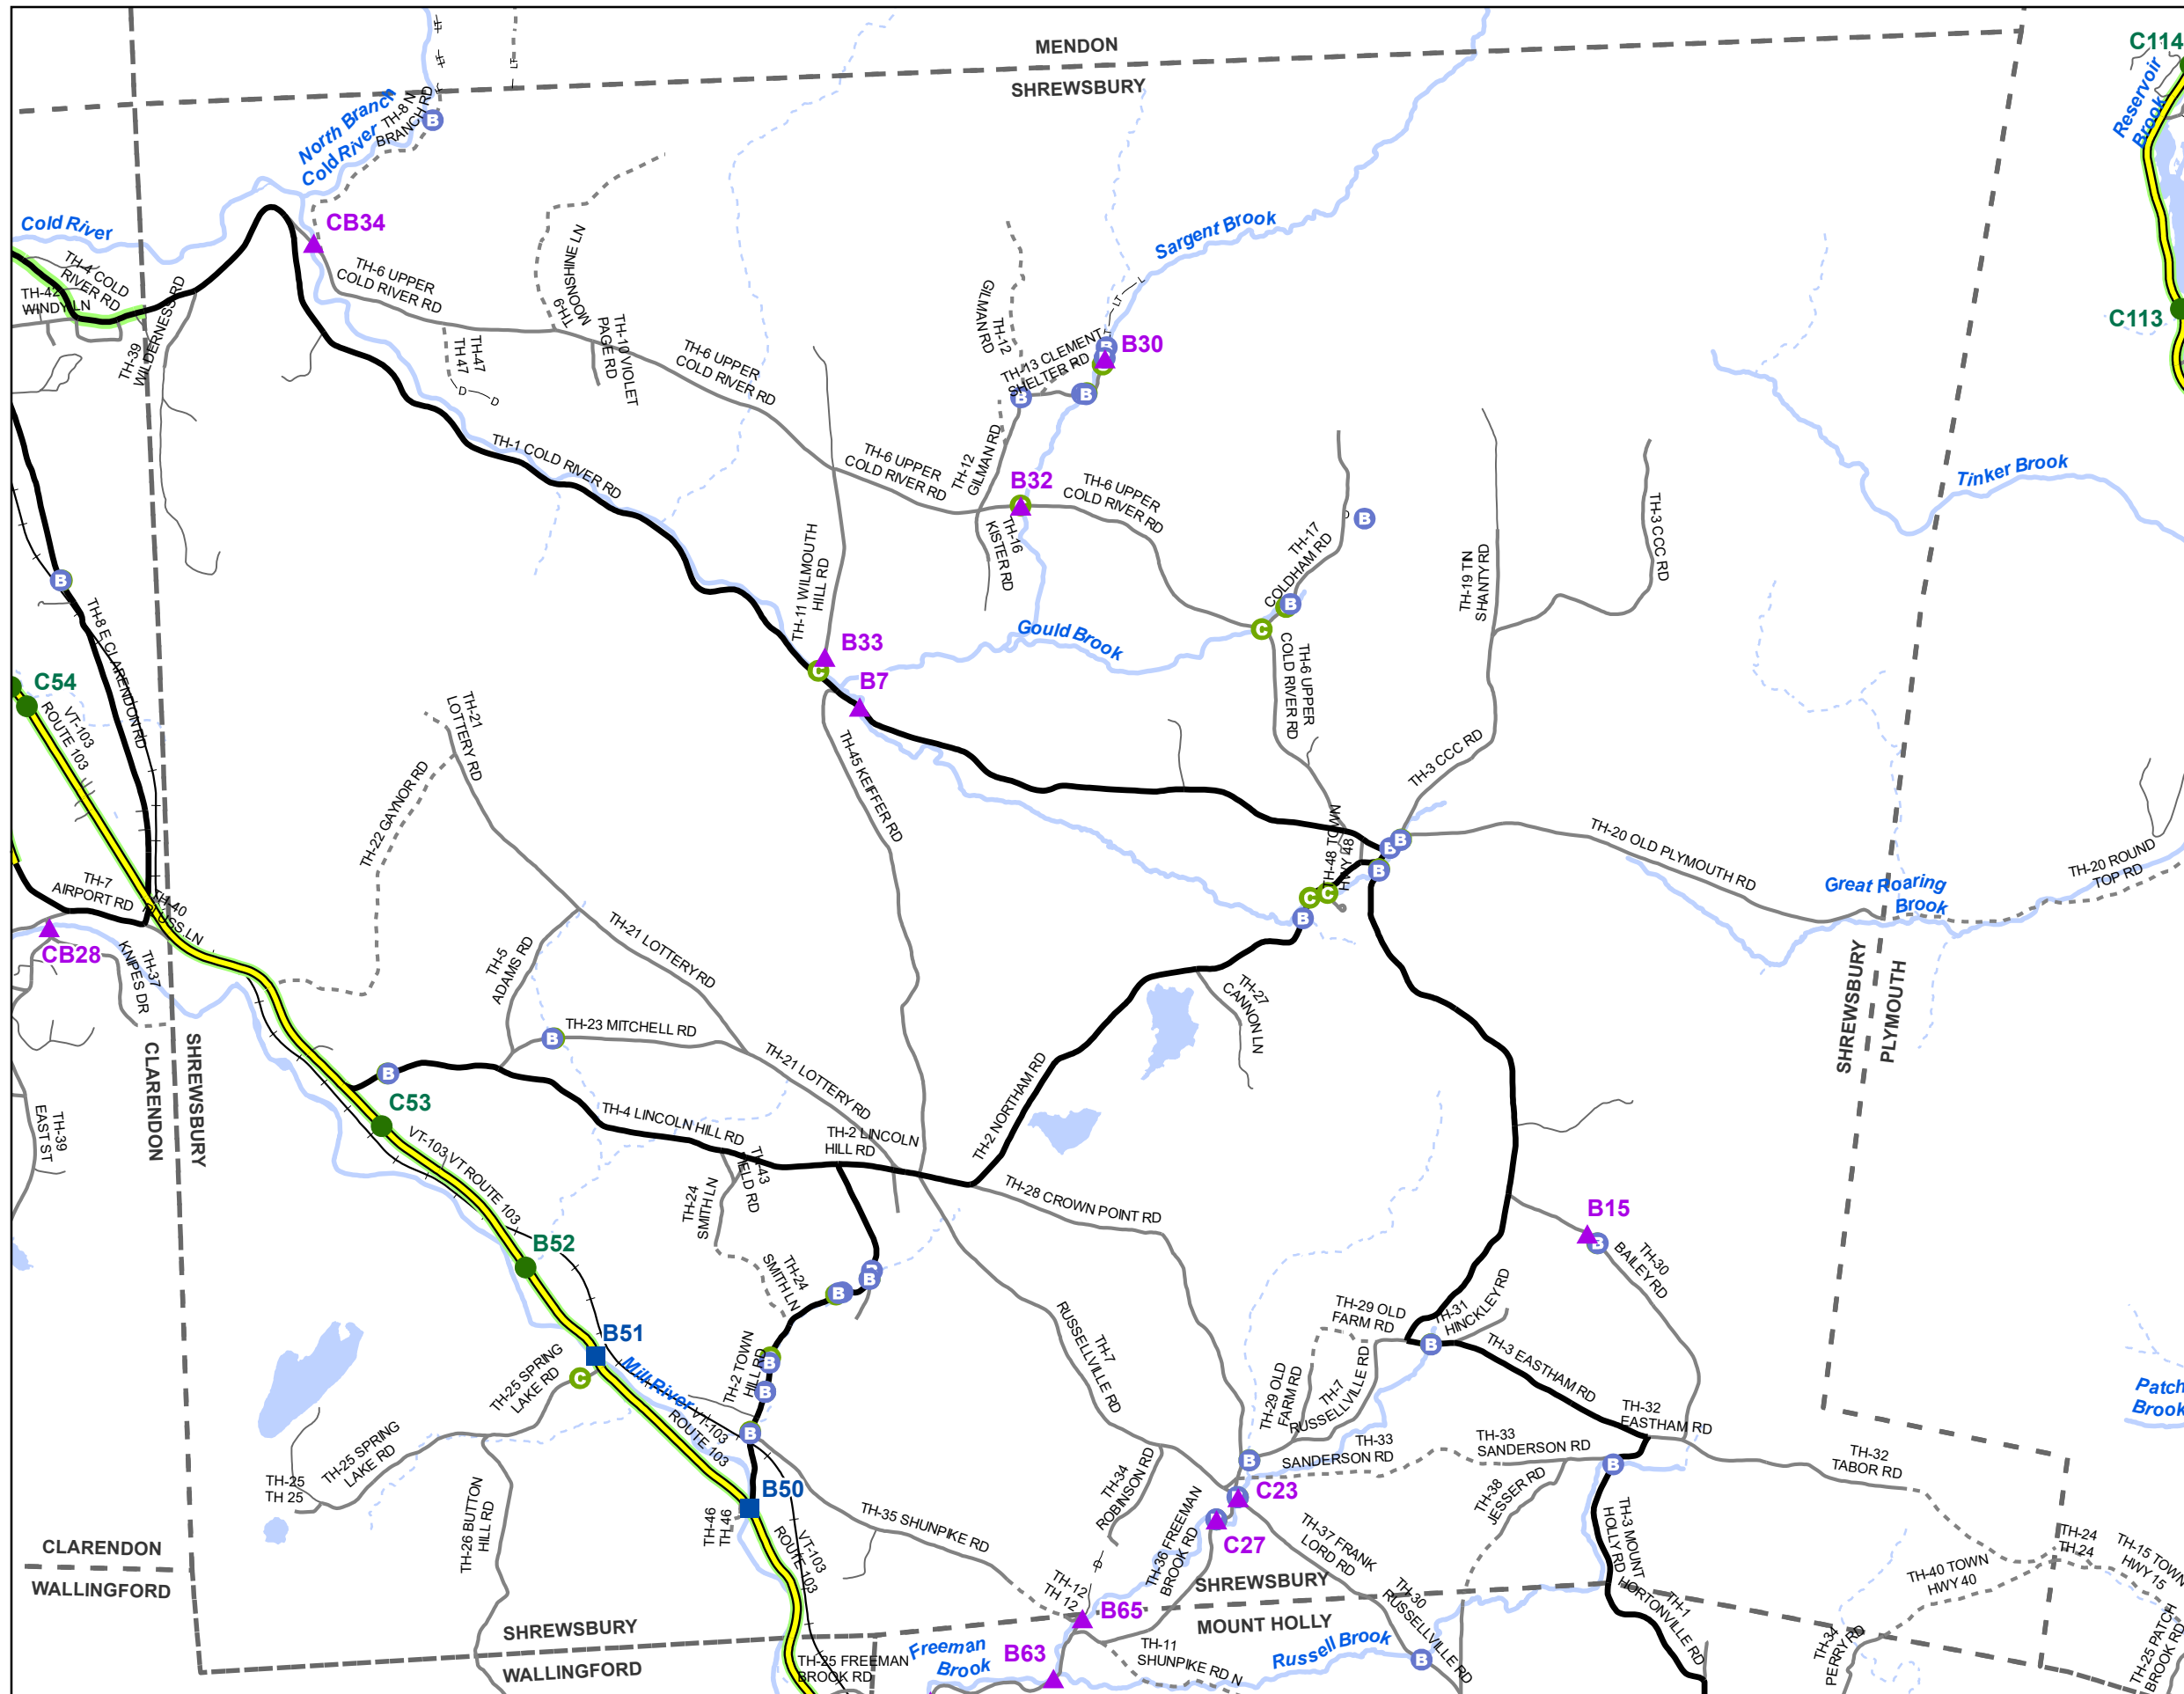 MENDON
SHREWSBURY
C114
Reservoir
Brook
North Branch
Cold River
TH-8 N
BRANCH RD
B
Cold River
CB34
TH-4 COLD
RIVER RD
TH-42
WINDY LN
TH-39
WILDERNESS RD
TH-6 UPPER
COLD RIVER RD
MOONSHINE LN
TH-9
TH-10 VIOLET
PAGE RD
TH-47
TH 47
D
D
TH-6 UPPER
COLD RIVER RD
Sargent Brook
LT
L
TH-12
GILMAN RD
TH-13 CLEMENT
SHELTER RD
B30
B
B
B
C113
TH-1 COLD RIVER RD
TH-6 UPPER
COLD RIVER RD
TH-12
GILMAN RD
B32
TH-6 UPPER
COLD RIVER RD
TH-16
KISTER RD
TH-17
COLDHAM RD
B
B
C
TH-19 TIN
SHANTY RD
TH-3 CCC RD
Tinker Brook
B
TH-8 E CLARENDON RD
TH-11 WILMOUTH
HILL RD
Gould Brook
B33
C
B7
TH-6 UPPER
COLD RIVER RD
C54
VT-103
ROUTE 103
TH-21
LOTTERY RD
TH-22 GAYNOR RD
TH-45 KEIFFER RD
TH-3 CCC RD
TH-48 TOWN
HWY 48
B
B
B
C
C
B
TH-20 OLD PLYMOUTH RD
Great Roaring
Brook
TH-20 ROUND
TOP RD
TH-7
AIRPORT RD
TH-40
PLUSS LN
CB28
TH-37
KNIPES DR
TH-5
ADAMS RD
TH-21 LOTTERY RD
TH-27
CANNON LN
SHREWSBURY
PLYMOUTH
CLARENDON
SHREWSBURY
B
TH-23 MITCHELL RD
B
C53
TH-21 LOTTERY RD
TH-2 NORTHAM RD
TH-39
EAST ST
VT-103 VT ROUTE 103
TH-4 LINCOLN HILL RD
TH-2 LINCOLN
HILL RD
TH-43
TH-24
SMITH LN
TH-28 CROWN POINT RD
B15
TH-30
BAILEY RD
B52
TH-24
SMITH LN
B
B
B51
TH-7
RUSSELLVILLE RD
TH-29 OLD
FARM RD
TH-31
HINCKLEY RD
B
TH-3 EASTHAM RD
TH-25 SPRING
LAKE RD
C
Mill River
TH-2 TOWN
HILL RD
B
B
B
TH-29 OLD
FARM RD
TH-7
RUSSELLVILLE RD
TH-32
EASTHAM RD
Patch
Brook
TH-25 SPRING
LAKE RD
TH-25
TH 25
VT-103
ROUTE 103
B
TH-33
SANDERSON RD
TH-33
SANDERSON RD
B
TH-32
TABOR RD
TH-26 BUTTON
HILL RD
B50
TH-46
TH 46
VT-103
ROUTE 103
TH-35 SHUNPIKE RD
TH-34
ROBINSON RD
D
C23
C27
TH-36 FREEMAN
BROOK RD
TH-37 FRANK
LORD RD
TH-38
JESSER RD
TH-3 MOUNT
HOLLY RD
CLARENDON
WALLINGFORD
TH-12
TH 12
SHREWSBURY
MOUNT HOLLY
TH-30
RUSSELLVILLE RD
TH-1
HORTONVILLE RD
TH-40 TOWN
HWY 40
TH-24
TH 24
TH-15 TOWN
HWY 15
SHREWSBURY
WALLINGFORD
B65
B63
Freeman
Brook
TH-25 FREEMAN
BROOK RD
TH-11
SHUNPIKE RD N
Russell Brook
B
TH-34
PERRY RD
TH-25 PATCH
BROOK RD